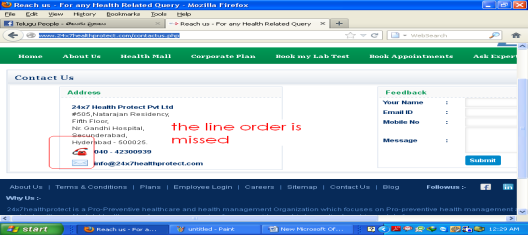 Reach us - For any Health Related Query - Mozilla Firefox
File Edit View History Bookmarks Tools Help
Telugu People -
Reach us - For any Health Related Query
www.24x7healthprotect.com/contactus.php
WebSearch
Home About Us Health Mall Corporate Plan Book my Lab Test Book Appointments Ask Expert
Contact Us
Address
24x7 Health Protect Pvt Ltd
#505,Natarajan Residency,
Fifth Floor,
Nr. Gandhi Hospital,
Secunderabad,
Hyderabad - 500025.
040 - 42300939
info@24x7healthprotect.com
the line order is
missed
Feedback
Your Name :
Email ID :
Mobile No :
Message :
Submit
About Us | Terms & Conditions | Plans | Employee Login | Careers | Sitemap | Contact Us | Blog Followus :-
Why Us :-
24x7healthprotect is a Pro-Preventive healthcare and health management Organization which focuses on Pro-preventive health management
start
Reach us - For a...
untitled - Paint
New Microsoft Of...
12:29 AM